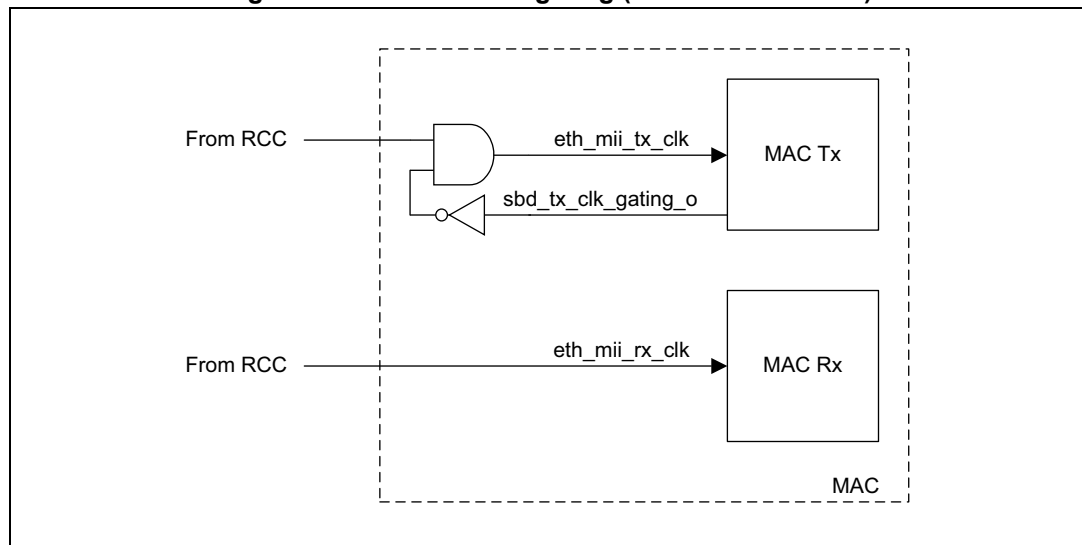 From RCC
eth_mii_tx_clk
MAC Tx
sbd_tx_clk_gating_o
From RCC
eth_mii_rx_clk
MAC Rx
MAC